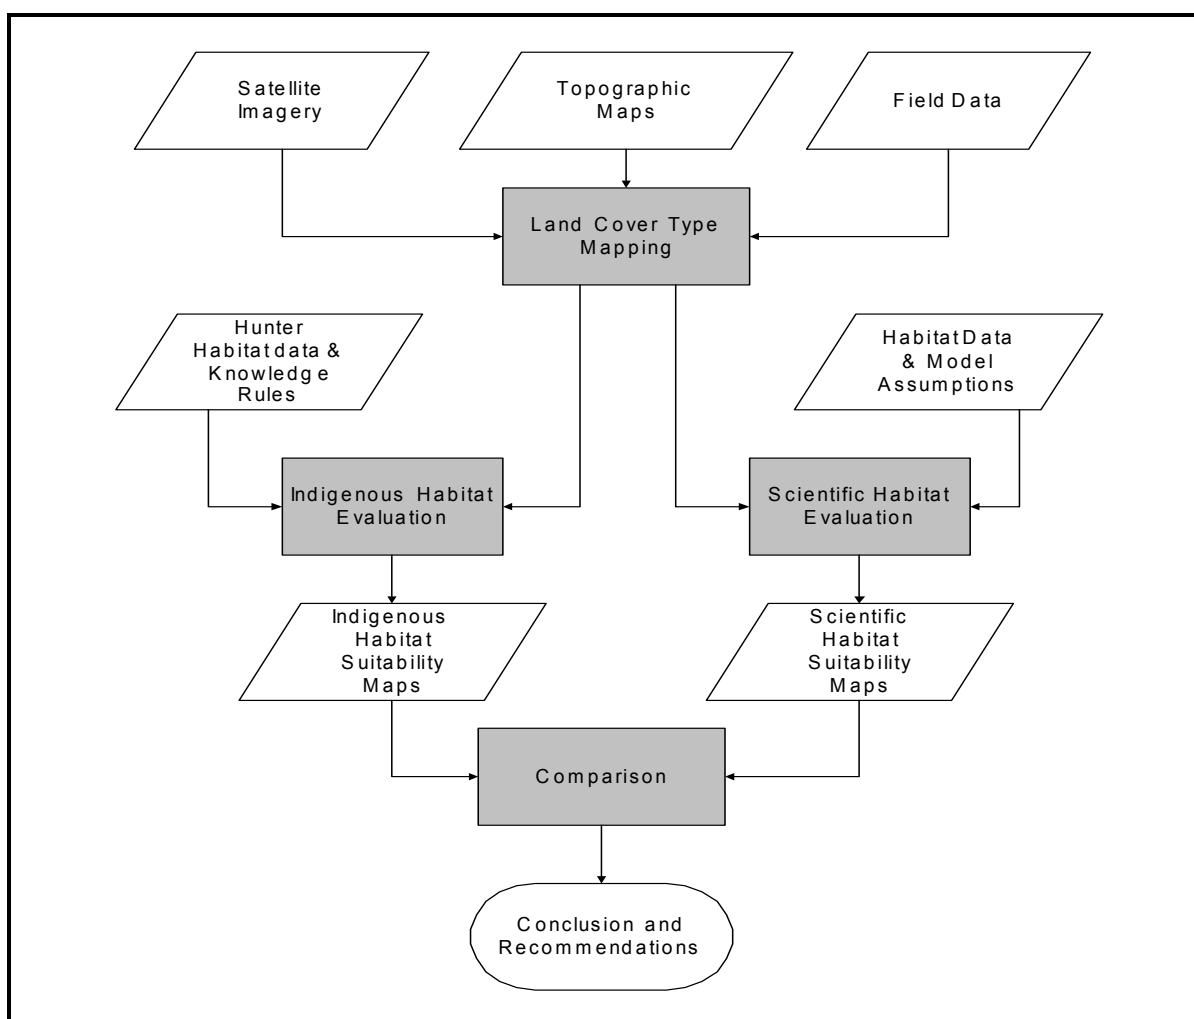 Satellite
Imagery
Topographic
Maps
Field Data
Land Cover Type
Mapping
Hunter
Habitat data &
Knowledge
Rules
Habitat Data
& Model
Assumptions
Indigenous Habitat
Evaluation
Scientific Habitat
Evaluation
Indigenous
Habitat
Suitability
Maps
Scientific
Habitat
Suitability
Maps
Comparison
Conclusion and
Recommendations